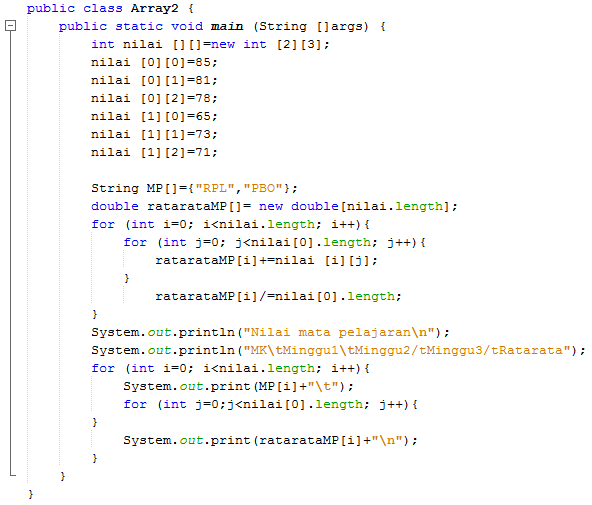 public class Array2 {
    public static void main (String []args) {
        int nilai [][]=new int [2][3];
        nilai [0][0]=85;
        nilai [0][1]=81;
        nilai [0][2]=78;
        nilai [1][0]=65;
        nilai [1][1]=73;
        nilai [1][2]=71;

        String MP[]={"RPL","PBO"};
        double ratarataMP[]= new double[nilai.length];
        for (int i=0; i<nilai.length; i++){
            for (int j=0; j<nilai[0].length; j++){
                ratarataMP[i]+=nilai [i][j];
            }
                ratarataMP[i]/=nilai[0].length;
        }
        System.out.println("Nilai mata pelajaran\n");
        System.out.println("MK\tMinggu1\tMinggu2/tMinggu3/tRatarata");
        for (int i=0; i<nilai.length; i++){
            System.out.print(MP[i]+"\t");
            for (int j=0;j<nilai[0].length; j++){
        }
            System.out.print(ratarataMP[i]+"\n");
        }
    }
}